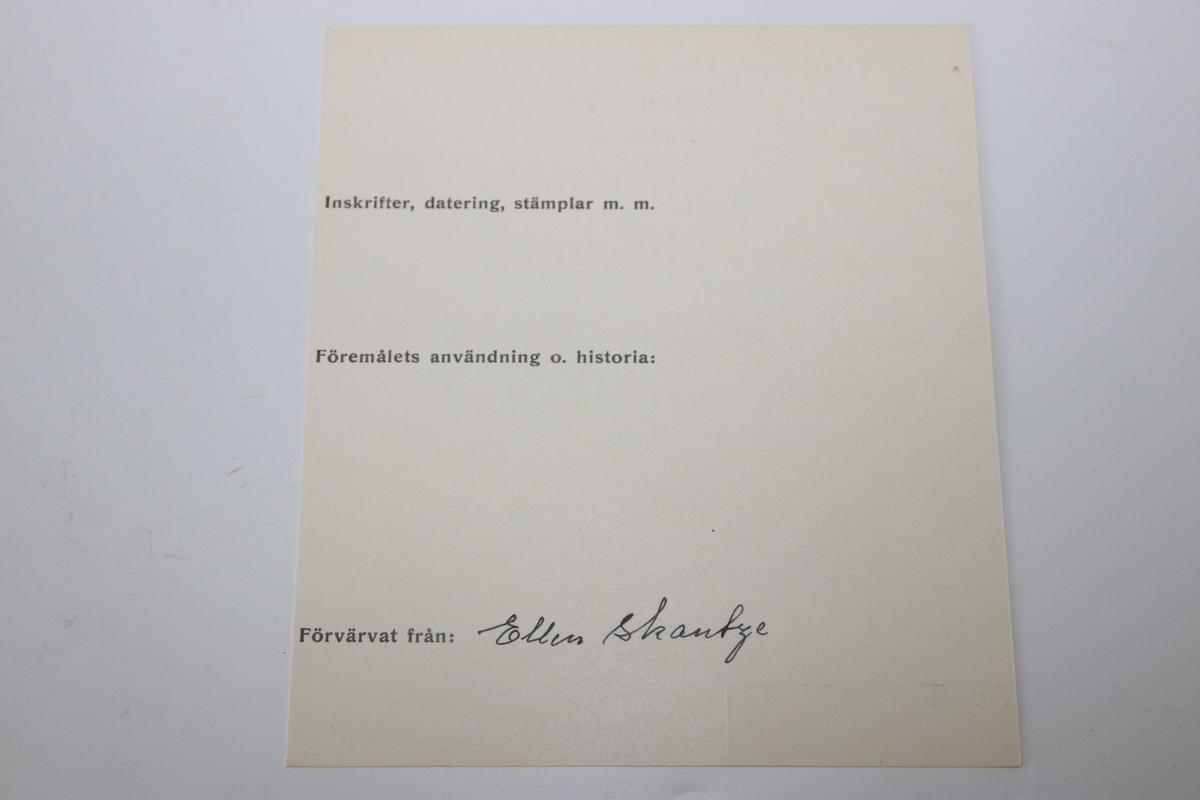 Inskrifter, datering, stämplar m. m.
Föremålets användning o. historia:
Förvärvat från: Ellen Skantze